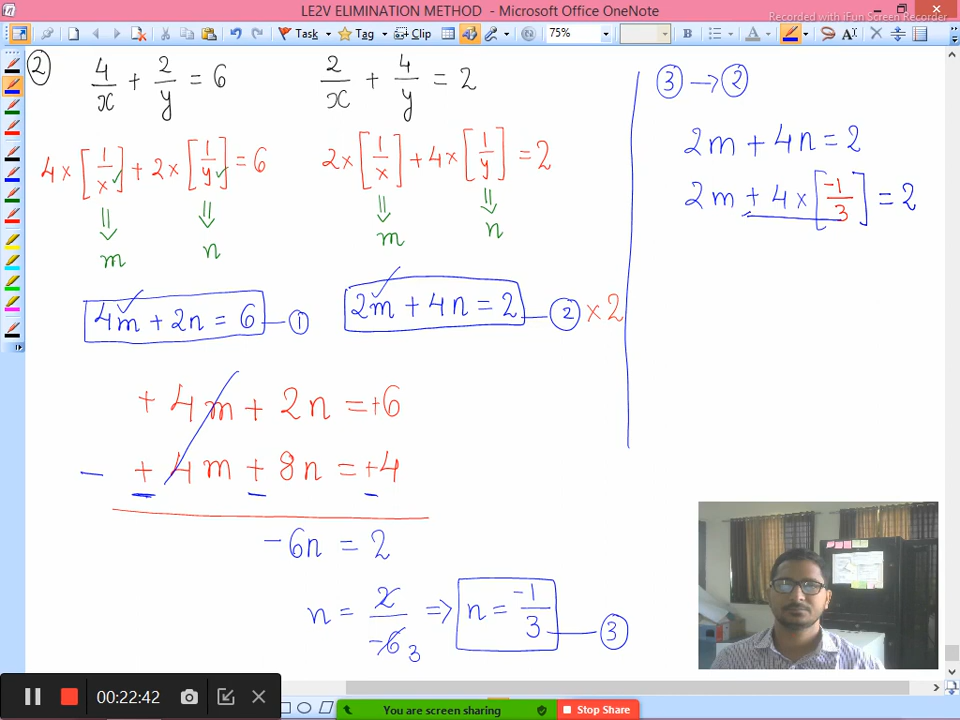 LE2V ELIMINATION METHOD - Microsoft Office OneNote
Recorded with iFun Screen Recorder
Task Tag Clip 75% B
② 4/x + 2/y = 6
2/x + 4/y = 2
4 × [1/x] + 2 × [1/y] = 6
2 × [1/x] + 4 × [1/y] = 2
m n
m n
4m + 2n = 6 — ①
2m + 4n = 2 — ② × 2
+ 4m + 2n = +6
− + 4m + 8n = +4
− − −
-6n = 2
n = 2/-6 3 ⇒ n = -1/3 — ③
③ → ②
2m + 4n = 2
2m + 4 × [-1/3] = 2
00:22:42
You are screen sharing
Stop Share